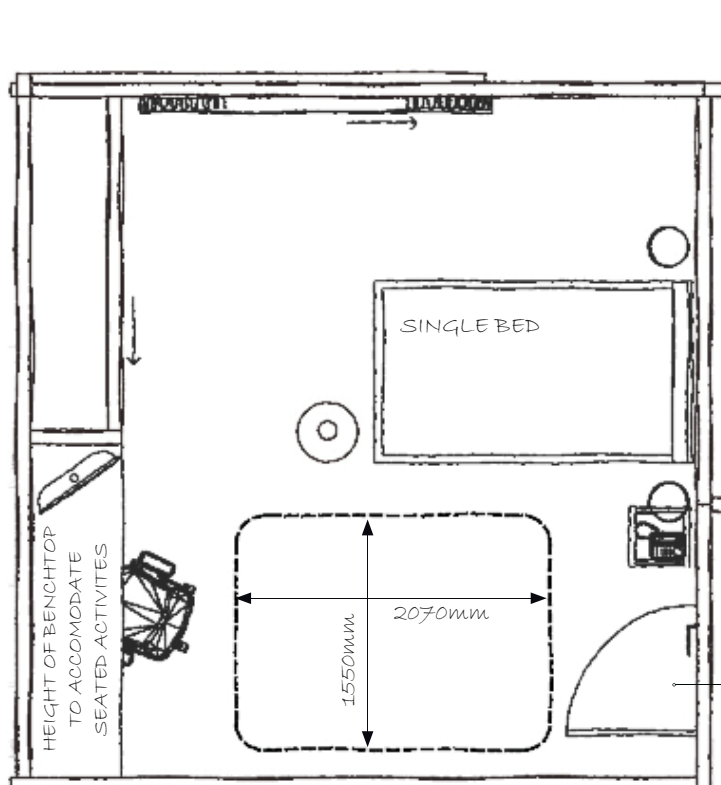 SINGLE BED
2070mm
1550mm
HEIGHT OF BENCHTOP
TO ACCOMODATE
SEATED ACTIVITES